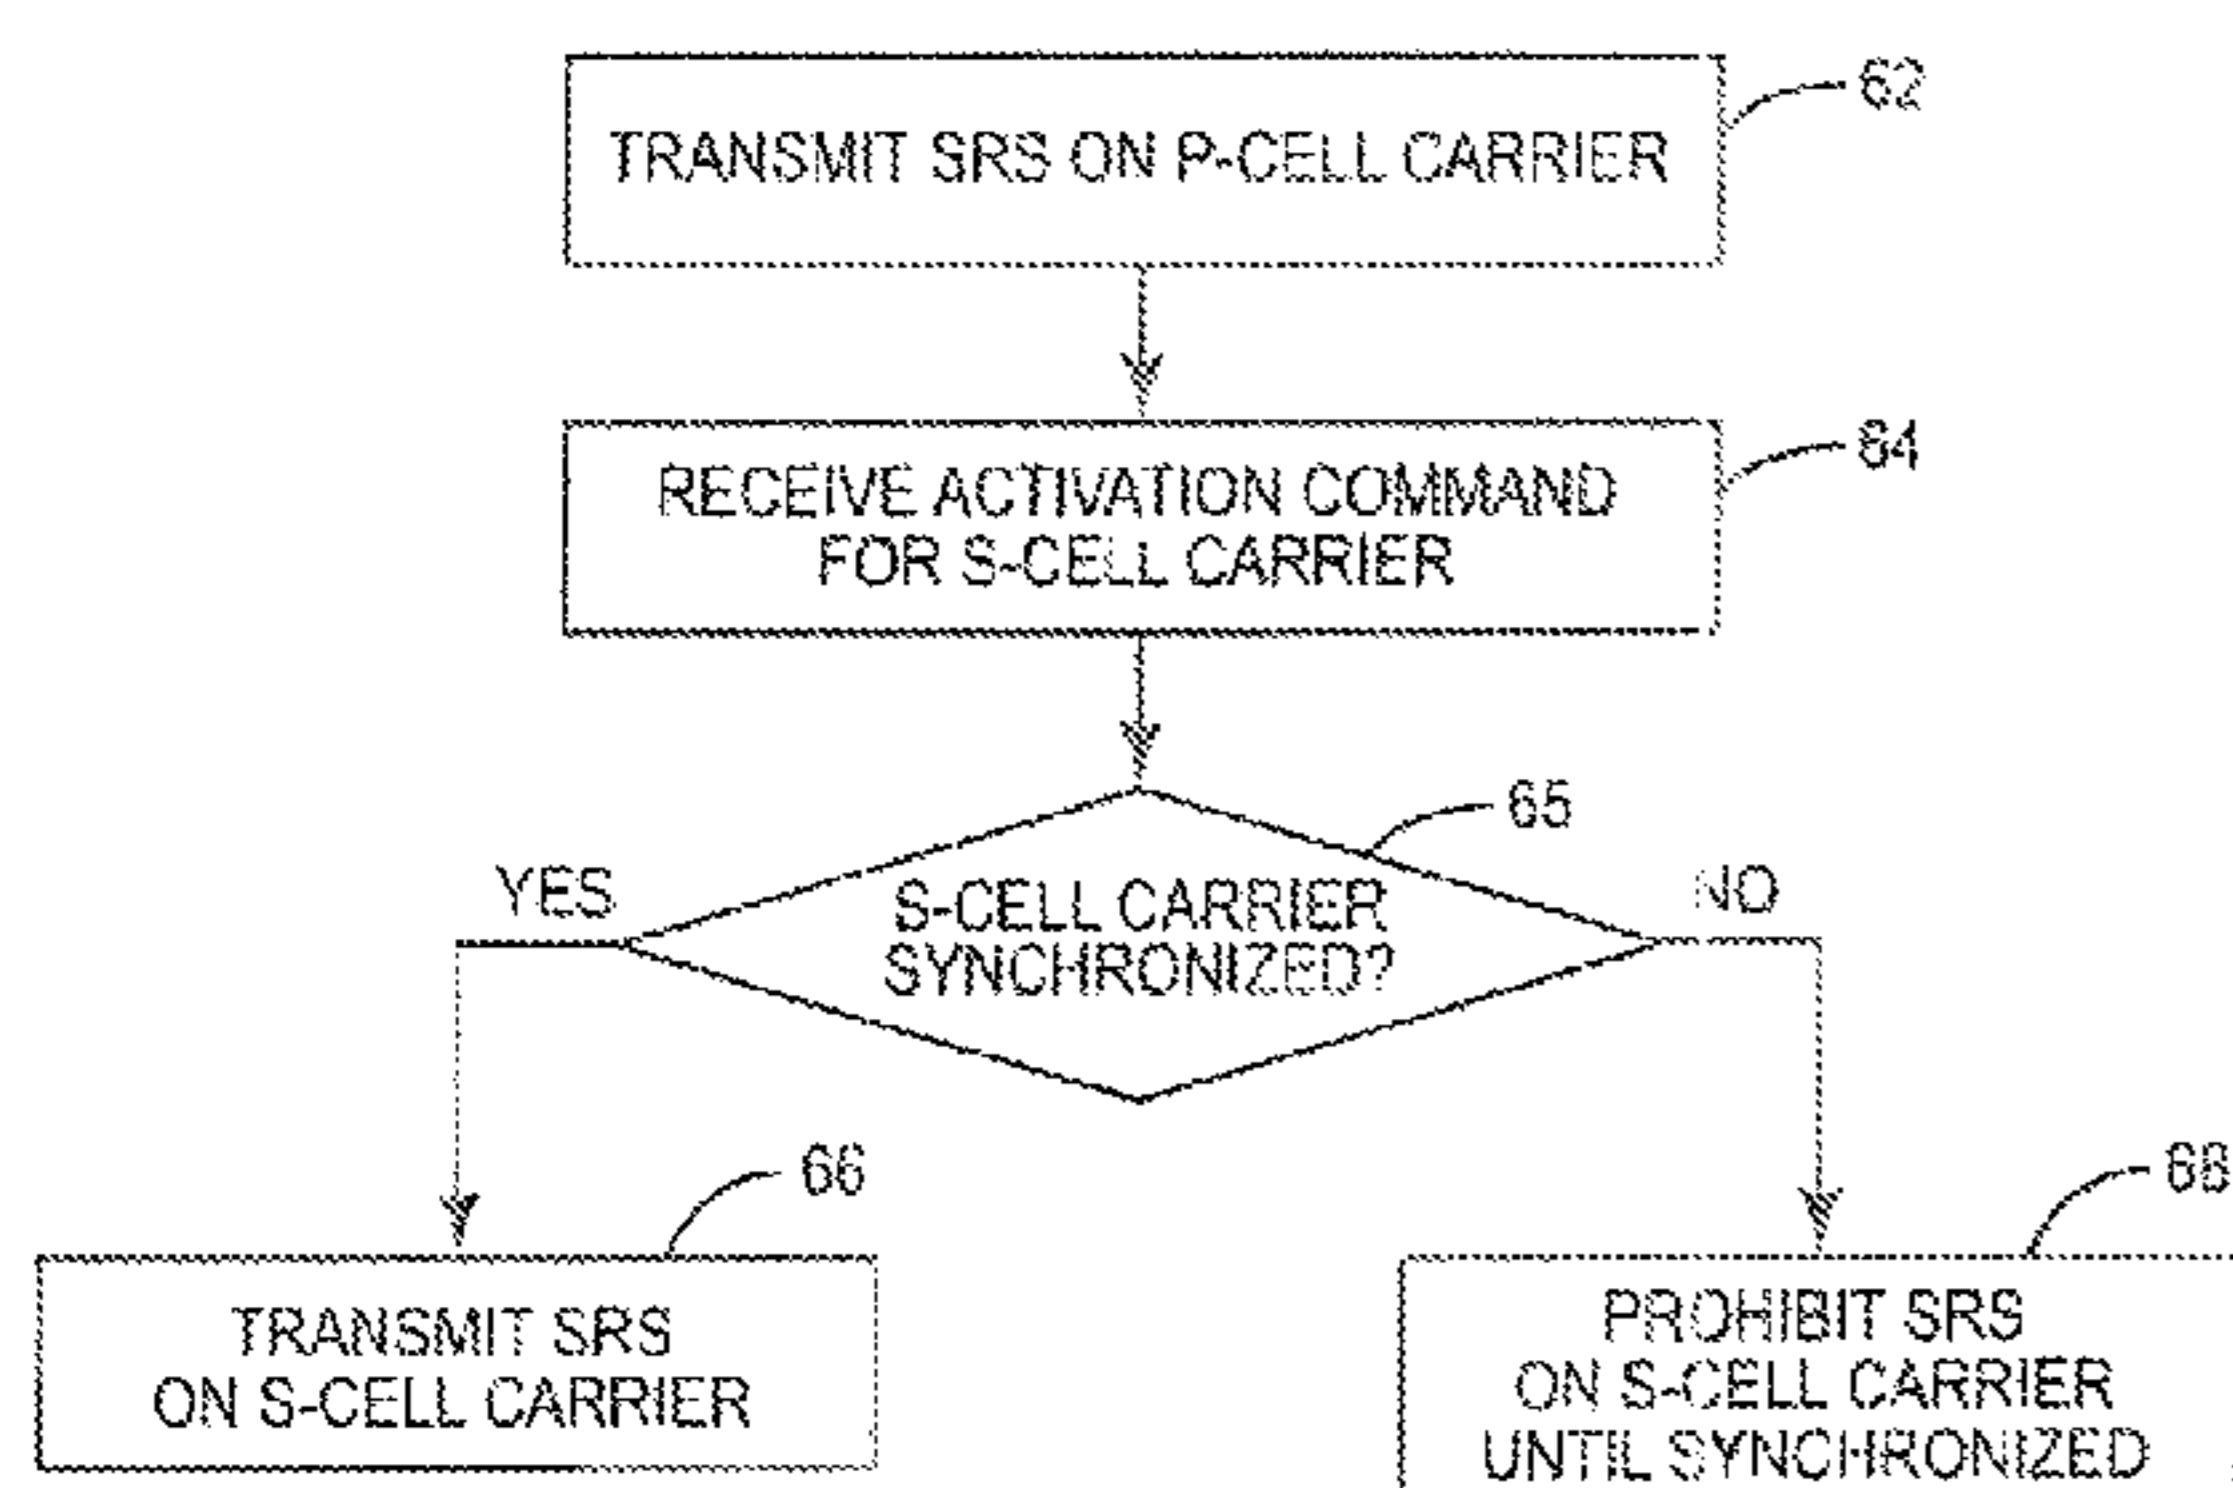 62
TRANSMIT SRS ON P-CELL CARRIER
64
RECEIVE ACTIVATION COMMAND
FOR S-CELL CARRIER
65
YES
NO
S-CELL CARRIER
SYNCHRONIZED?
66
68
TRANSMIT SRS
ON S-CELL CARRIER
PROHIBIT SRS
ON S-CELL CARRIER
UNTIL SYNCHRONIZED